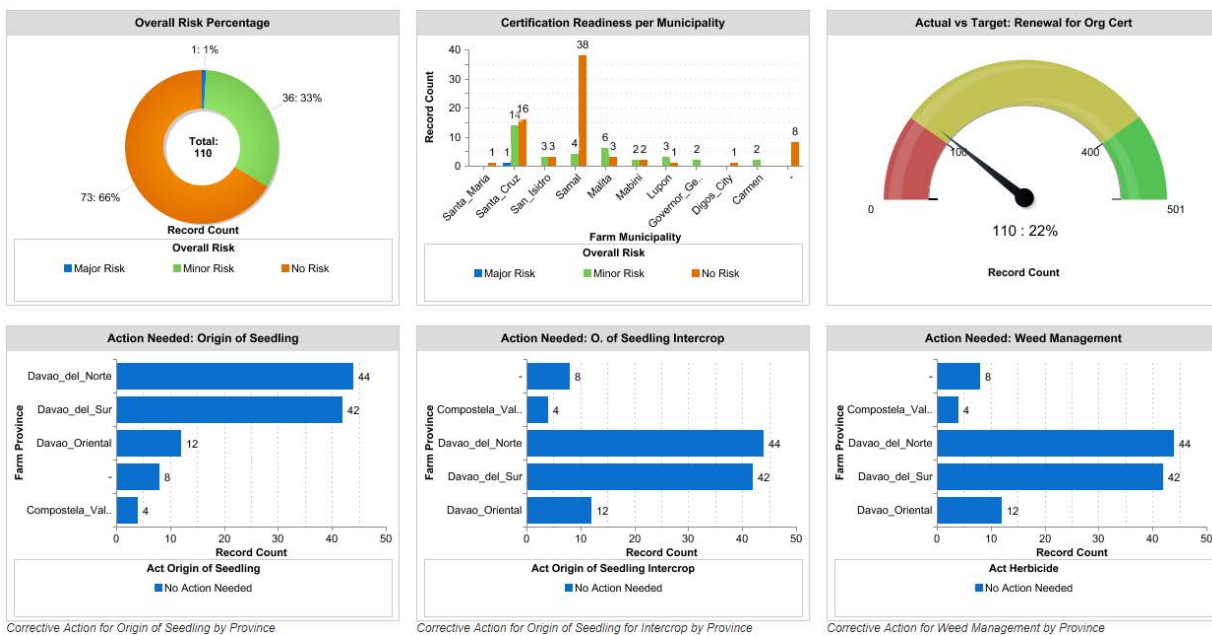 Overall Risk Percentage
1: 1%
36: 33%
Total:
110
73: 66%
Record Count
Overall Risk
Major Risk Minor Risk No Risk
Certification Readiness per Municipality
Record Count
40
30
20
10
0
1 1 14 16 3 3 4 38 6 3 2 2 3 1 2 1 2 8
Santa_Maria Santa_Cruz San_Isidro Samal Malita Mabini Lupon Governor_Ge.. Digos_City Carmen -
Farm Municipality
Overall Risk
Major Risk Minor Risk No Risk
Actual vs Target: Renewal for Org Cert
100 400
0 501
110 : 22%
Record Count
Action Needed: Origin of Seedling
Farm Province
Davao_del_Norte 44
Davao_del_Sur 42
Davao_Oriental 12
- 8
Compostela_Val.. 4
0 10 20 30 40 50
Record Count
Act Origin of Seedling
No Action Needed
Corrective Action for Origin of Seedling by Province
Action Needed: O. of Seedling Intercrop
Farm Province
- 8
Compostela_Val.. 4
Davao_del_Norte 44
Davao_del_Sur 42
Davao_Oriental 12
0 10 20 30 40 50
Record Count
Act Origin of Seedling Intercrop
No Action Needed
Corrective Action for Origin of Seedling for Intercrop by Province
Action Needed: Weed Management
Farm Province
- 8
Compostela_Val.. 4
Davao_del_Norte 44
Davao_del_Sur 42
Davao_Oriental 12
0 10 20 30 40 50
Record Count
Act Herbicide
No Action Needed
Corrective Action for Weed Management by Province